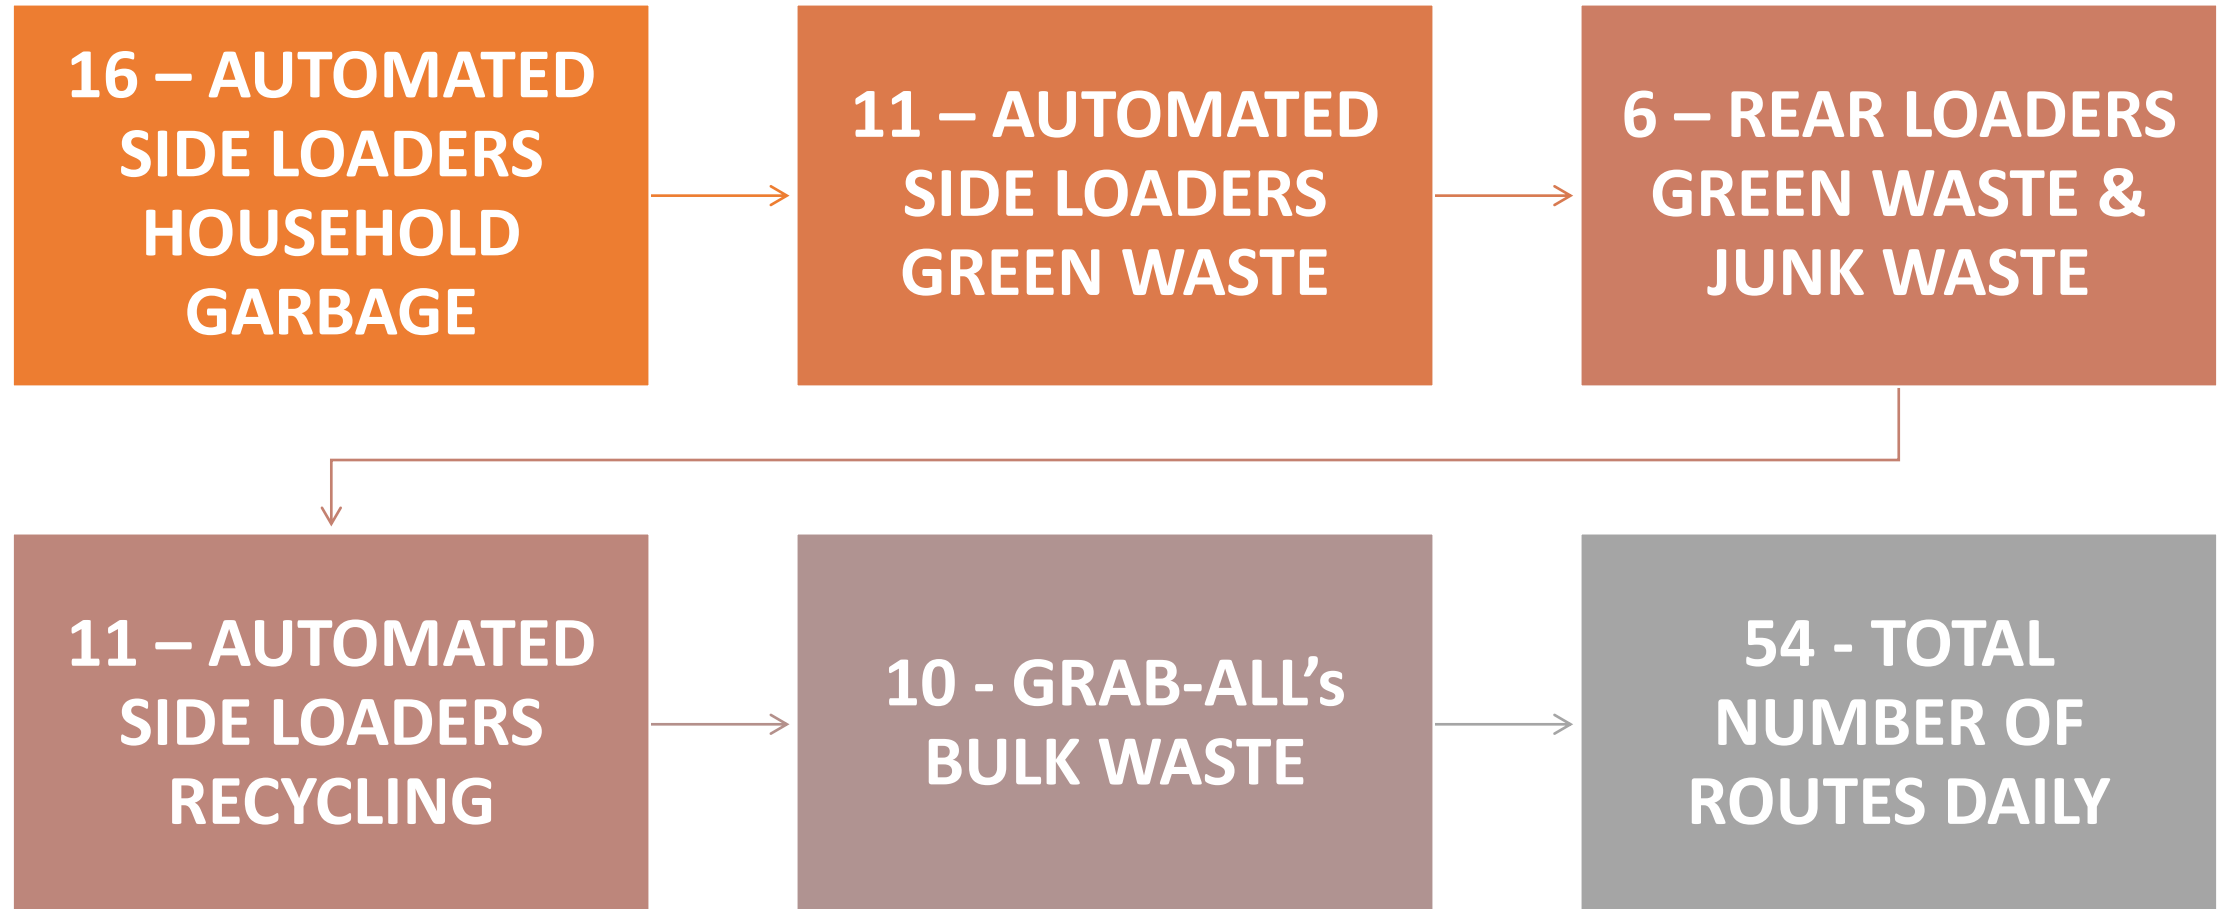 16 – AUTOMATED
SIDE LOADERS
HOUSEHOLD
GARBAGE
11 – AUTOMATED
SIDE LOADERS
GREEN WASTE
6 – REAR LOADERS
GREEN WASTE &
JUNK WASTE
11 – AUTOMATED
SIDE LOADERS
RECYCLING
10 - GRAB-ALL’s
BULK WASTE
54 - TOTAL
NUMBER OF
ROUTES DAILY